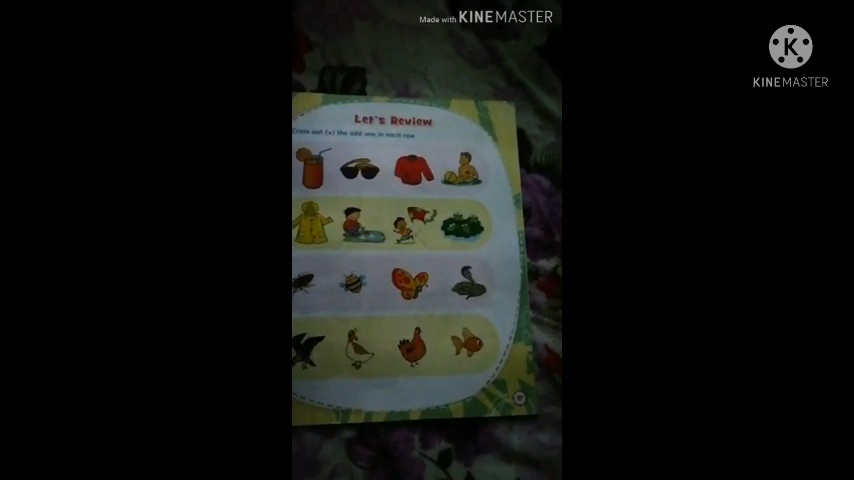 Made with KINEMASTER
KINEMASTER
Let's Review
Cross out (x) the odd one in each row